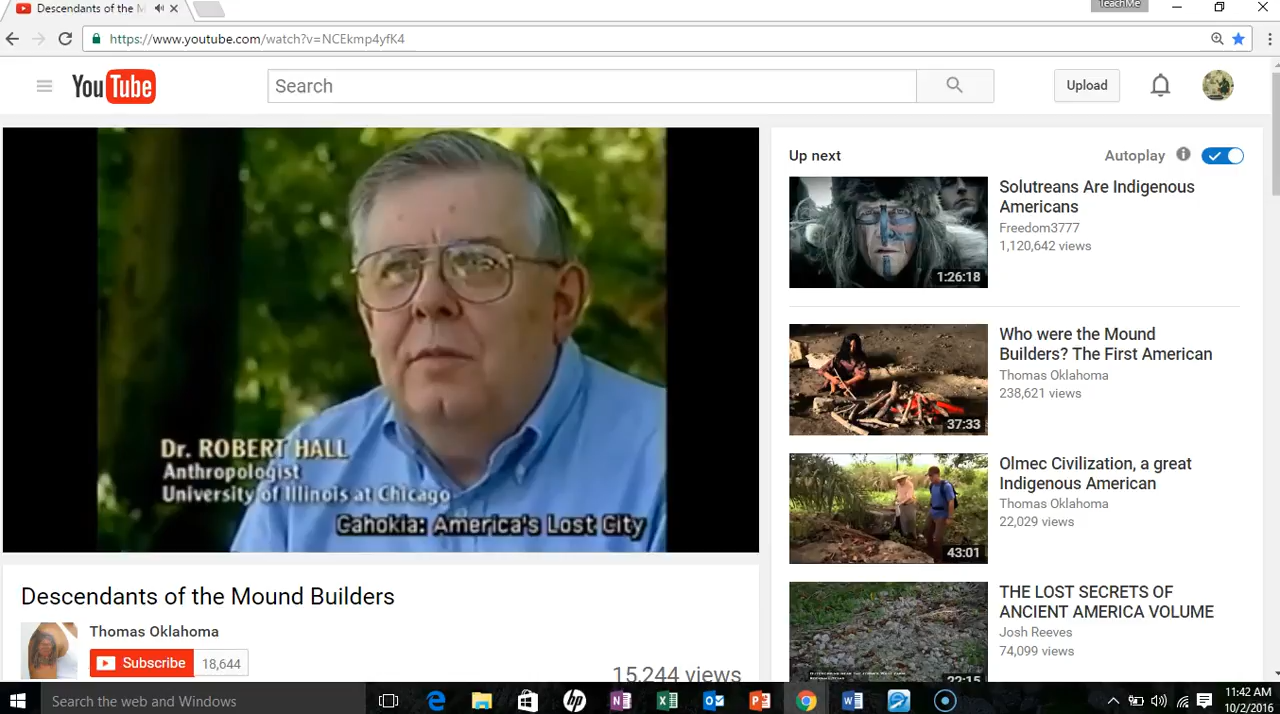 Descendants of the M
TeachMe
https://www.youtube.com/watch?v=NCEkmp4yfK4
YouTube
Search
Upload
Dr. ROBERT HALL
Anthropologist
University of Illinois at Chicago
Cahokia: America's Lost City
Descendants of the Mound Builders
Thomas Oklahoma
Subscribe 18,644
15,244 views
Up next
Autoplay
Solutreans Are Indigenous
Americans
Freedom3777
1,120,642 views
1:26:18
Who were the Mound
Builders? The First American
Thomas Oklahoma
238,621 views
37:33
Olmec Civilization, a great
Indigenous American
Thomas Oklahoma
22,029 views
43:01
THE LOST SECRETS OF
ANCIENT AMERICA VOLUME
Josh Reeves
74,099 views
22:15
Search the web and Windows
11:42 AM
10/2/2016